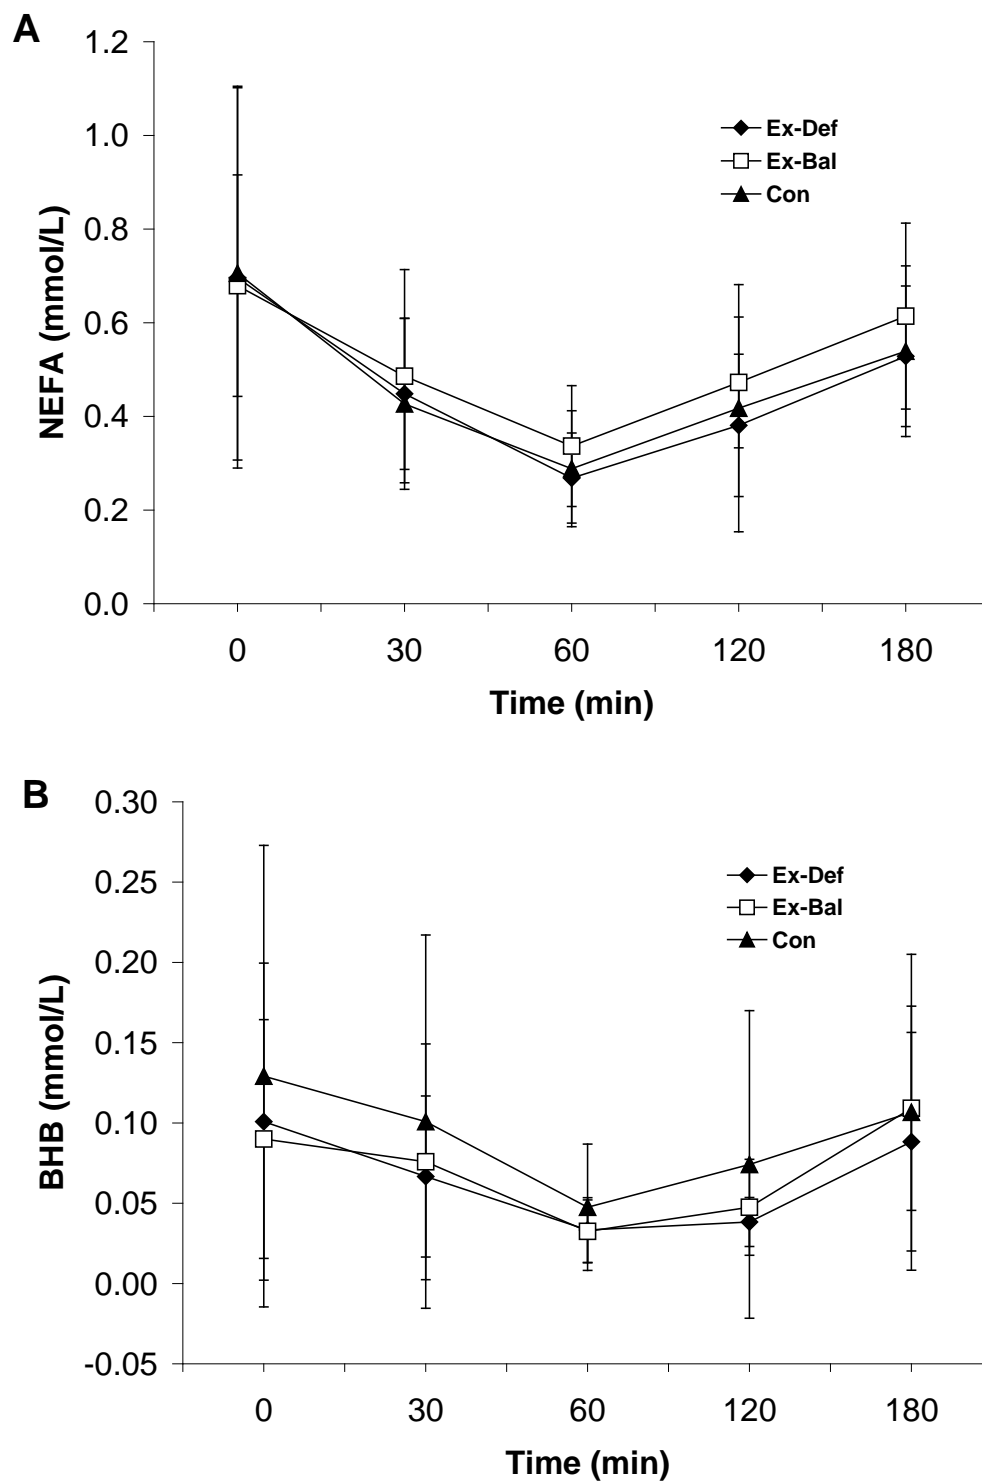 A
1.2
1.0
0.8
0.6
0.4
0.2
0.0
NEFA (mmol/L)
Ex-Def
Ex-Bal
Con
0 30 60 120 180
Time (min)
B
0.30
0.25
0.20
0.15
0.10
0.05
0.00
-0.05
BHB (mmol/L)
Ex-Def
Ex-Bal
Con
0 30 60 120 180
Time (min)